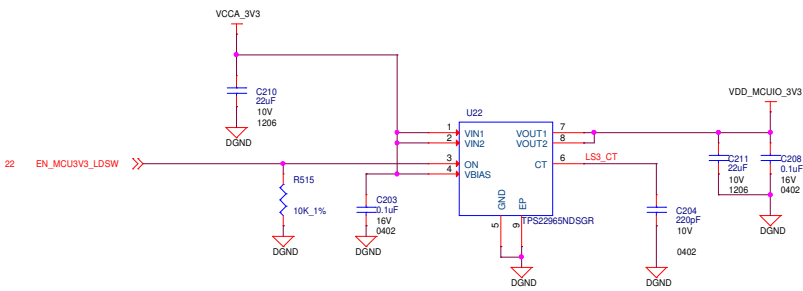 VCCA_3V3
C210
22uF
10V
1206
DGND
22 EN_MCU3V3_LDSW
R515
10K_1%
DGND
C203
0.1uF
16V
0402
DGND
U22
1 VIN1
2 VIN2
3 ON
4 VBIAS
VOUT1 7
VOUT2 8
CT 6
GND
EP
5
9
TPS22965NDSGR
DGND
LS3_CT
C204
220pF
10V
0402
DGND
VDD_MCUIO_3V3
C211
22uF
10V
1206
C208
0.1uF
16V
0402
DGND